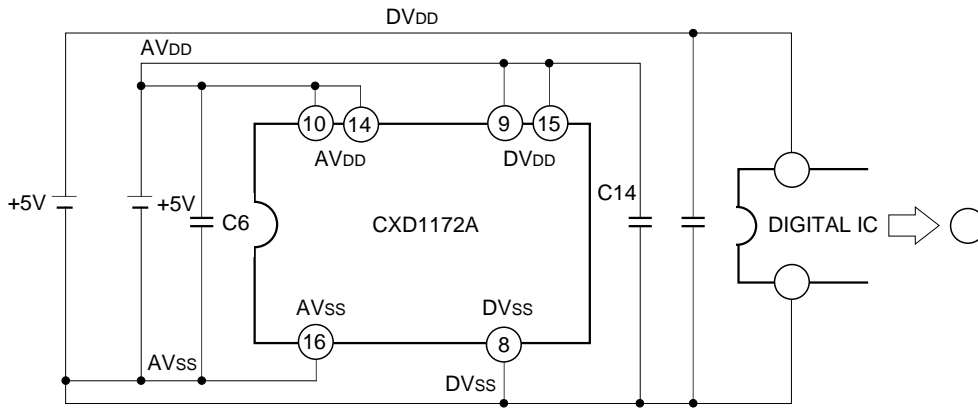 DVDD
AVDD
10 14 9 15
AVDD DVDD
+5V +5V C6 CXD1172A C14 DIGITAL IC
AVSS DVSS
16 8
AVSS
DVSS